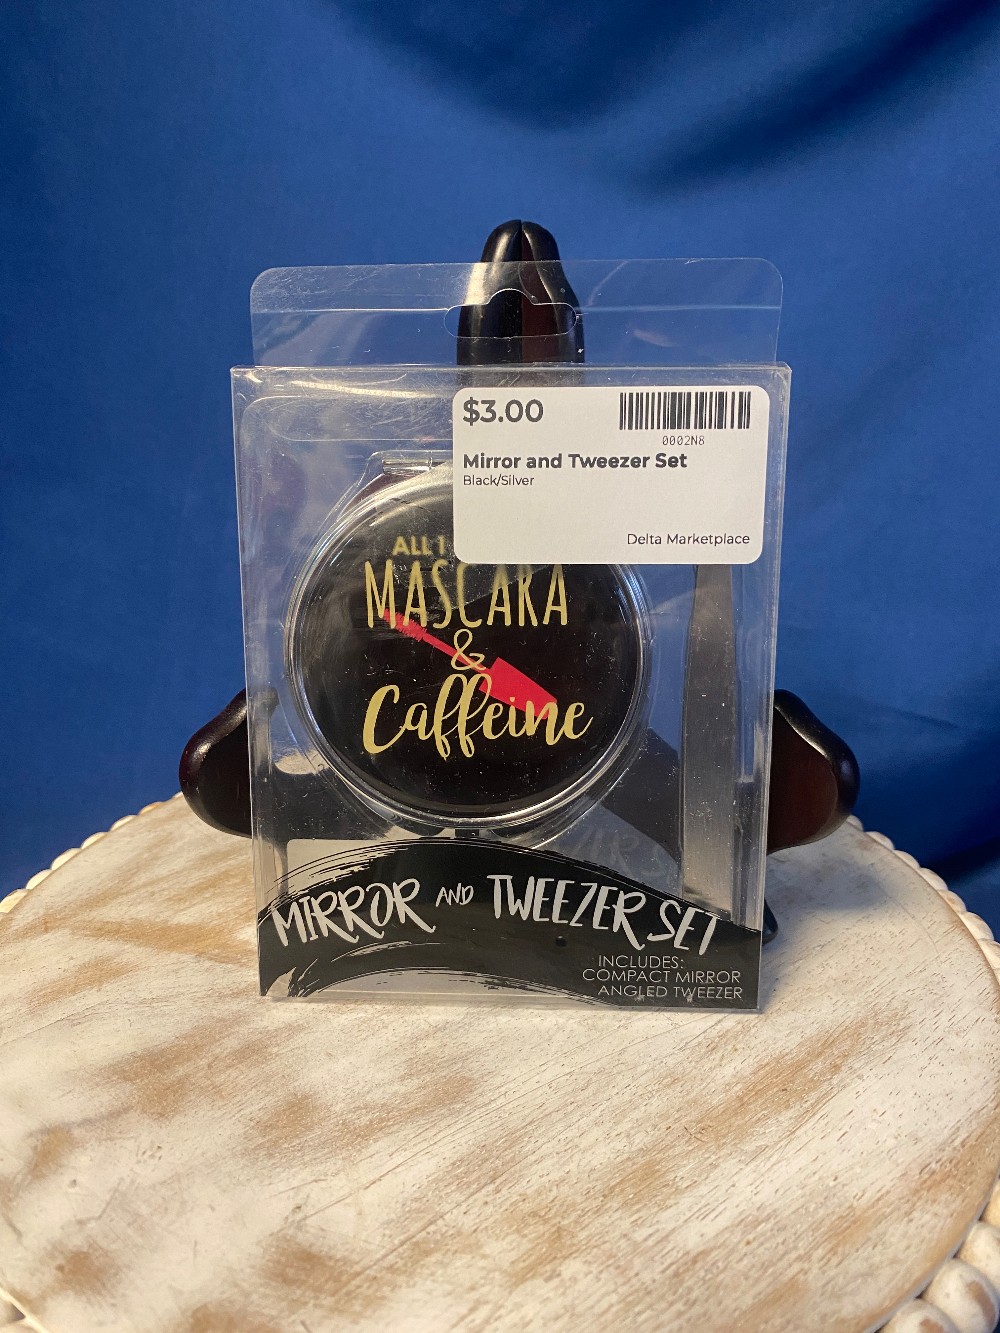 $3.00
0002N8
Mirror and Tweezer Set
Black/Silver
Delta Marketplace
ALL I
MASCARA
&
Caffeine
MIRROR AND TWEEZER SET
INCLUDES:
COMPACT MIRROR
ANGLED TWEEZER